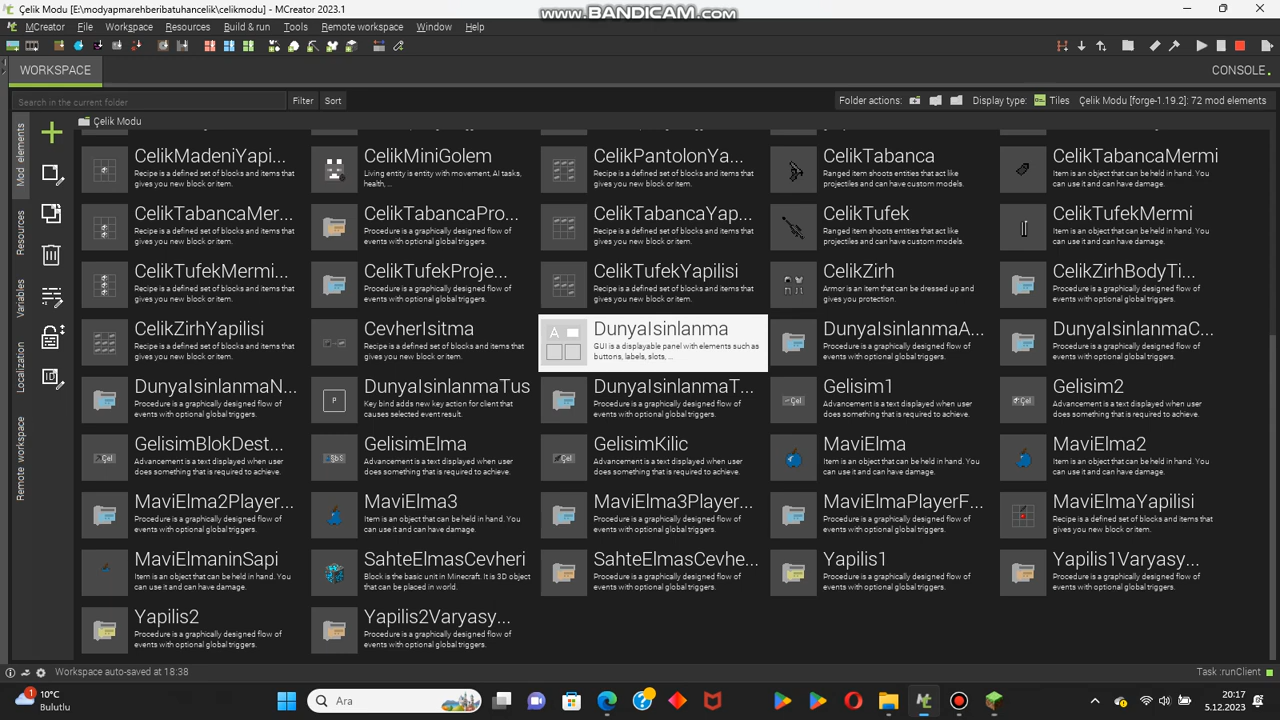 Çelik Modu [E:\modyapmarehberibatuhancelik\celikmodu] - MCreator 2023.1
www.BANDICAM.com
MCreator File Workspace Resources Build & run Tools Remote workspace Window Help
WORKSPACE
CONSOLE
Search in the current folder
Filter
Sort
Folder actions:
Display type: Tiles
Çelik Modu [forge-1.19.2]: 72 mod elements
Çelik Modu
Mod elements
Resources
Variables
Localization
Remote workspace
CelikMadeniYapi...
Recipe is a defined set of blocks and items that
gives you new block or item.
CelikMiniGolem
Living entity is entity with movement, AI tasks,
health, ...
CelikPantolonYa...
Recipe is a defined set of blocks and items that
gives you new block or item.
CelikTabanca
Ranged item shoots entities that act like
projectiles and can have custom models.
CelikTabancaMermi
Item is an object that can be held in hand. You
can use it and can have damage.
CelikTabancaMer...
Recipe is a defined set of blocks and items that
gives you new block or item.
CelikTabancaPro...
Procedure is a graphically designed flow of
events with optional global triggers.
CelikTabancaYap...
Recipe is a defined set of blocks and items that
gives you new block or item.
CelikTufek
Ranged item shoots entities that act like
projectiles and can have custom models.
CelikTufekMermi
Item is an object that can be held in hand. You
can use it and can have damage.
CelikTufekMermi...
Recipe is a defined set of blocks and items that
gives you new block or item.
CelikTufekProje...
Procedure is a graphically designed flow of
events with optional global triggers.
CelikTufekYapilisi
Recipe is a defined set of blocks and items that
gives you new block or item.
CelikZirh
Armor is an item that can be dressed up and
gives you protection.
CelikZirhBodyTi...
Procedure is a graphically designed flow of
events with optional global triggers.
CelikZirhYapilisi
Recipe is a defined set of blocks and items that
gives you new block or item.
CevherIsitma
Recipe is a defined set of blocks and items that
gives you new block or item.
DunyaIsinlanma
GUI is a displayable panel with elements such as
buttons, labels, slots, ...
DunyaIsinlanmaA...
Procedure is a graphically designed flow of
events with optional global triggers.
DunyaIsinlanmaC...
Procedure is a graphically designed flow of
events with optional global triggers.
DunyaIsinlanmaN...
Procedure is a graphically designed flow of
events with optional global triggers.
DunyaIsinlanmaTus
Key bind adds new key action for client that
causes selected event result.
DunyaIsinlanmaT...
Procedure is a graphically designed flow of
events with optional global triggers.
Gelisim1
Advancement is a text displayed when user
does something that is required to achieve.
Gelisim2
Advancement is a text displayed when user
does something that is required to achieve.
GelisimBlokDest...
Advancement is a text displayed when user
does something that is required to achieve.
GelisimElma
Advancement is a text displayed when user
does something that is required to achieve.
GelisimKilic
Advancement is a text displayed when user
does something that is required to achieve.
MaviElma
Item is an object that can be held in hand. You
can use it and can have damage.
MaviElma2
Item is an object that can be held in hand. You
can use it and can have damage.
MaviElma2Player...
Procedure is a graphically designed flow of
events with optional global triggers.
MaviElma3
Item is an object that can be held in hand. You
can use it and can have damage.
MaviElma3Player...
Procedure is a graphically designed flow of
events with optional global triggers.
MaviElmaPlayerF...
Procedure is a graphically designed flow of
events with optional global triggers.
MaviElmaYapilisi
Recipe is a defined set of blocks and items that
gives you new block or item.
MaviElmaninSapi
Item is an object that can be held in hand. You
can use it and can have damage.
SahteElmasCevheri
Block is the basic unit in Minecraft. It is 3D object
that can be placed in world.
SahteElmasCevhe...
Procedure is a graphically designed flow of
events with optional global triggers.
Yapilis1
Procedure is a graphically designed flow of
events with optional global triggers.
Yapilis1Varyasy...
Procedure is a graphically designed flow of
events with optional global triggers.
Yapilis2
Procedure is a graphically designed flow of
events with optional global triggers.
Yapilis2Varyasy...
Procedure is a graphically designed flow of
events with optional global triggers.
Workspace auto-saved at 18:38
Task :runClient
1
10°C
Bulutlu
Ara
20:17
5.12.2023